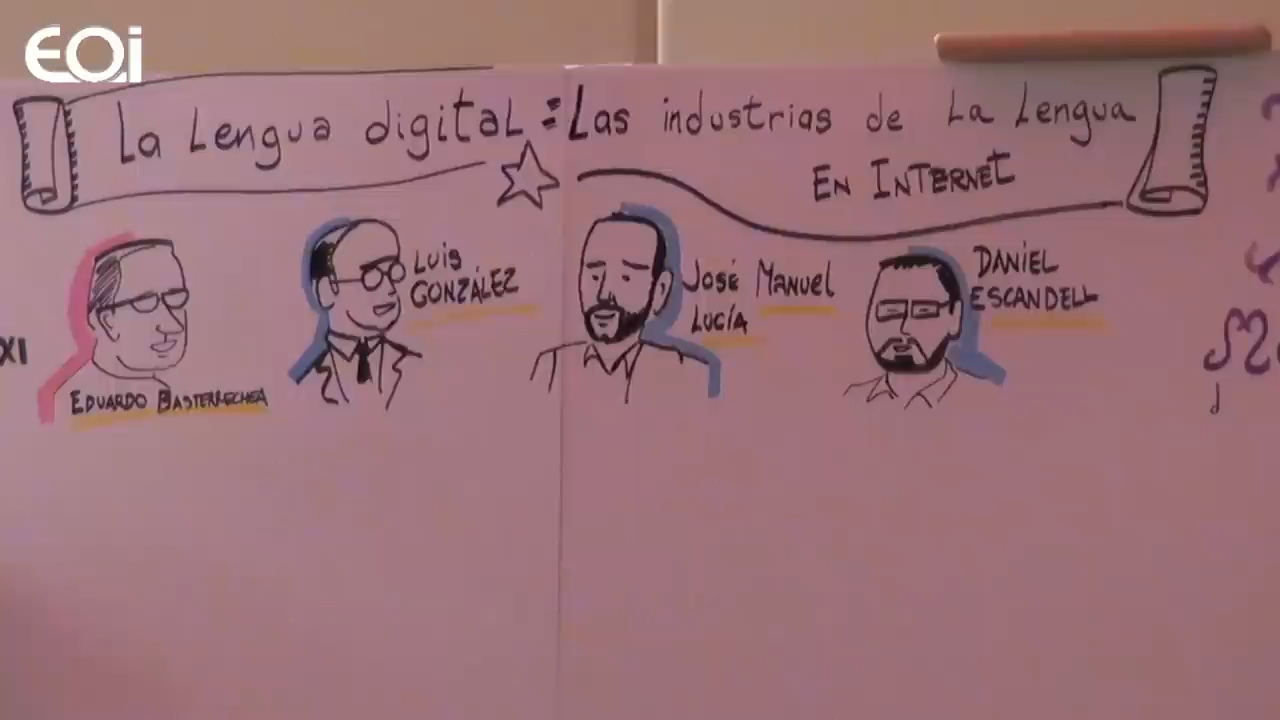 EOi
La Lengua digital : Las industrias de La Lengua
EN INTERNET
XI
EDUARDO BASTERRECHEA
LUIS
GONZÁLEZ
JOSÉ MANUEL
LUCÍA
DANIEL
ESCANDELL